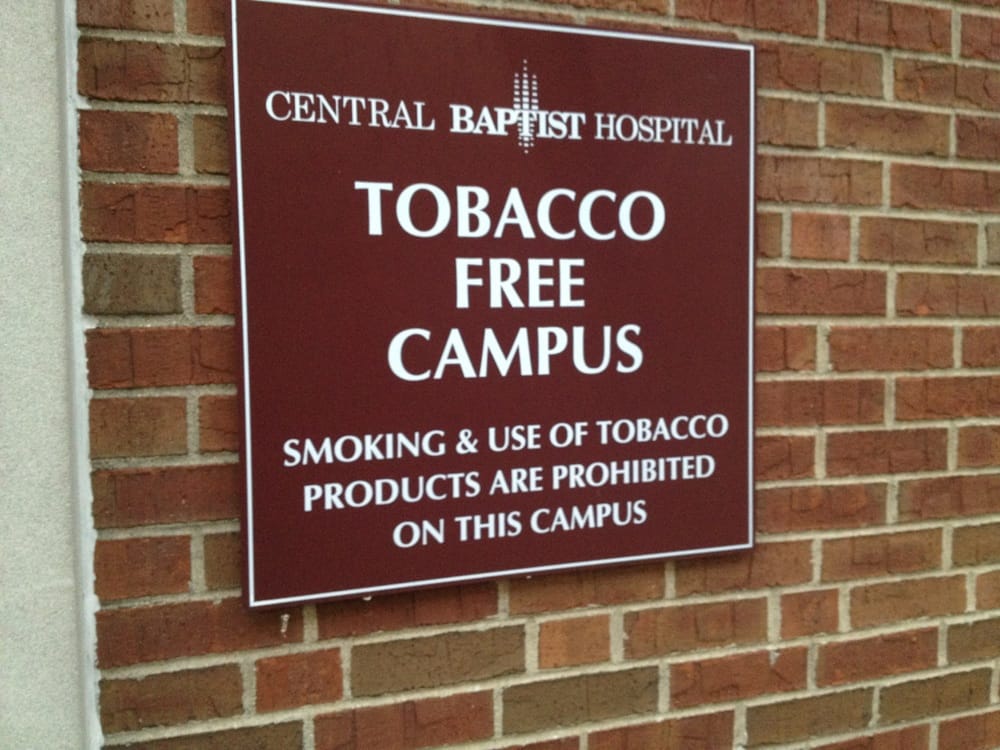 CENTRAL BAPTIST HOSPITAL
TOBACCO
FREE
CAMPUS
SMOKING & USE OF TOBACCO
PRODUCTS ARE PROHIBITED
ON THIS CAMPUS